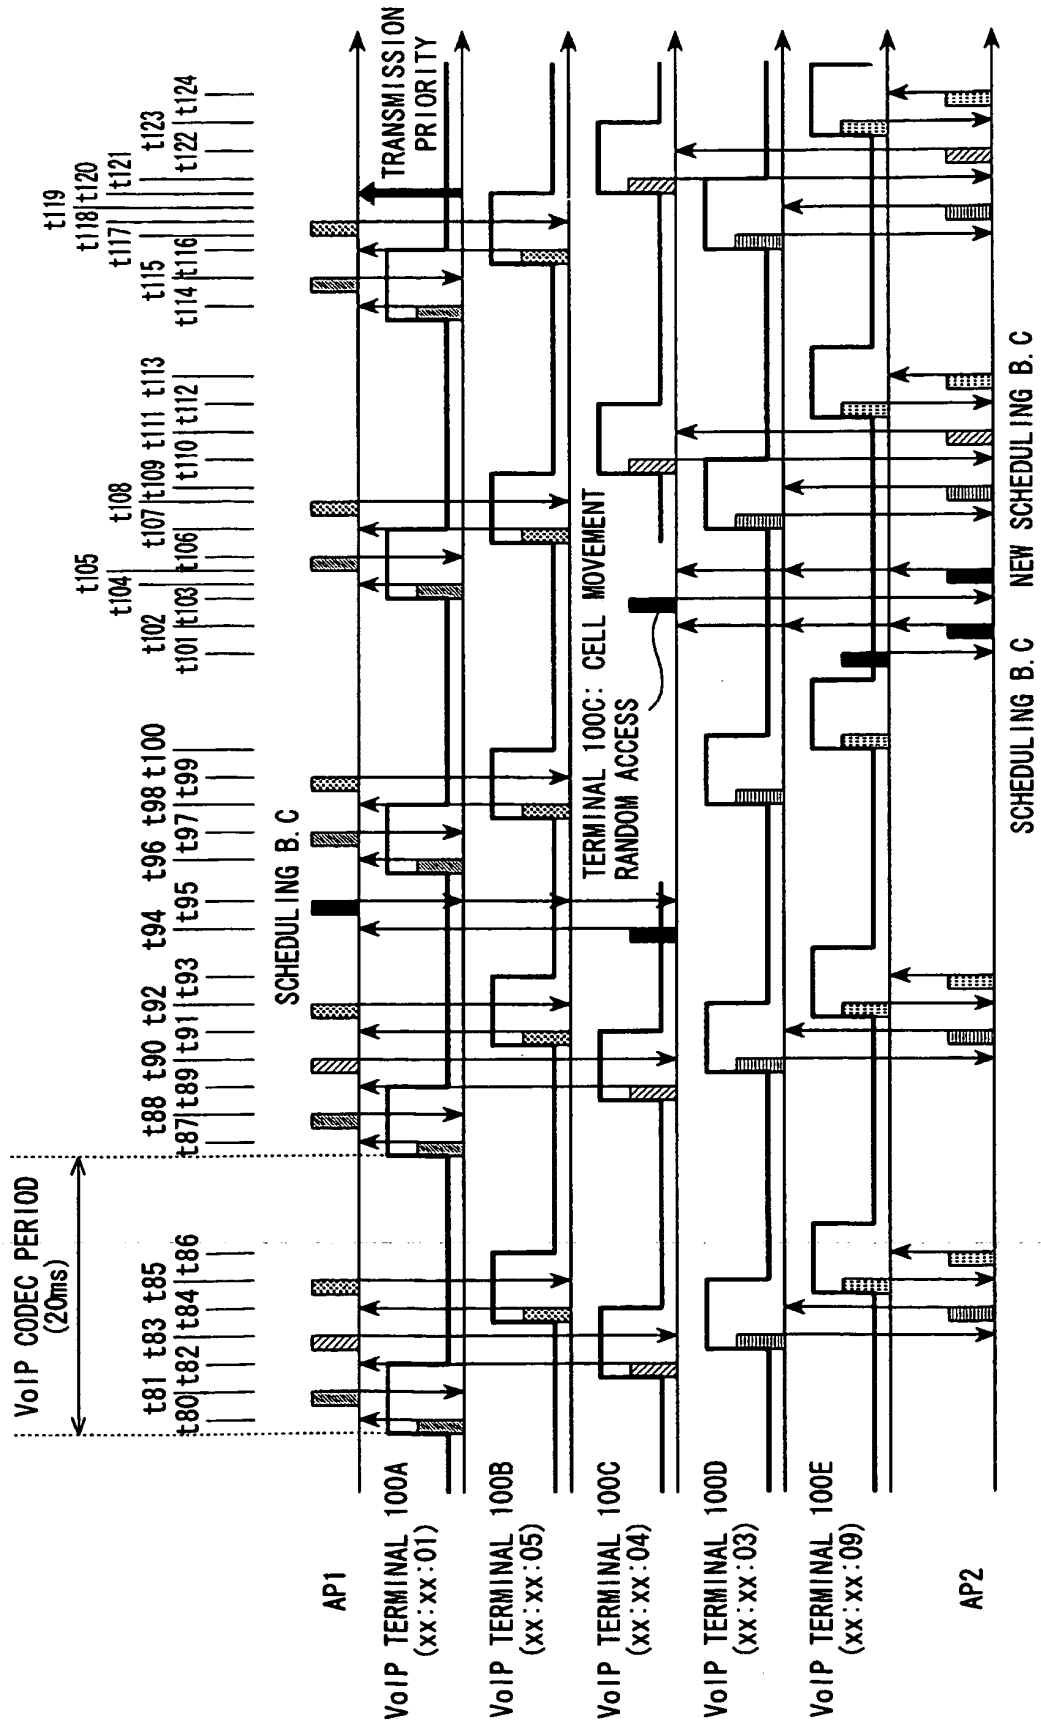 VoIP CODEC PERIOD
(20ms)
t80
t81
t82
t83
t84
t85
t86
t87
t88
t89
t90
t91
t92
t93
t94
t95
t96
t97
t98
t99
t100
t101
t102
t103
t104
t105
t106
t107
t108
t109
t110
t111
t112
t113
t114
t115
t116
t117
t118
t119
t120
t121
t122
t123
t124
SCHEDULING B.C
AP1
TRANSMISSION
PRIORITY
VoIP TERMINAL 100A
(xx:xx:01)
VoIP TERMINAL 100B
(xx:xx:05)
VoIP TERMINAL 100C
(xx:xx:04)
TERMINAL 100C: CELL MOVEMENT
RANDOM ACCESS
VoIP TERMINAL 100D
(xx:xx:03)
VoIP TERMINAL 100E
(xx:xx:09)
AP2
SCHEDULING B.C
NEW SCHEDULING B.C